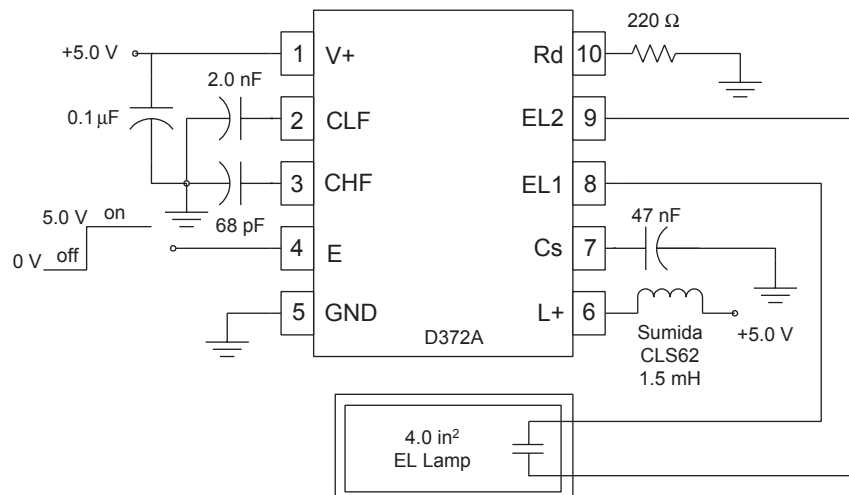 220 Ω
+5.0 V
1
V+
Rd
10
2.0 nF
0.1 µF
2
CLF
EL2
9
3
CHF
EL1
8
68 pF
5.0 V
on
47 nF
0 V
off
4
E
Cs
7
5
GND
L+
6
+5.0 V
D372A
Sumida
CLS62
1.5 mH
4.0 in²
EL Lamp